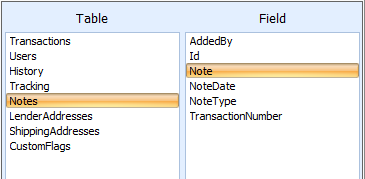 Table
Field
Transactions
Users
History
Tracking
Notes
LenderAddresses
ShippingAddresses
CustomFlags
AddedBy
Id
Note
NoteDate
NoteType
TransactionNumber